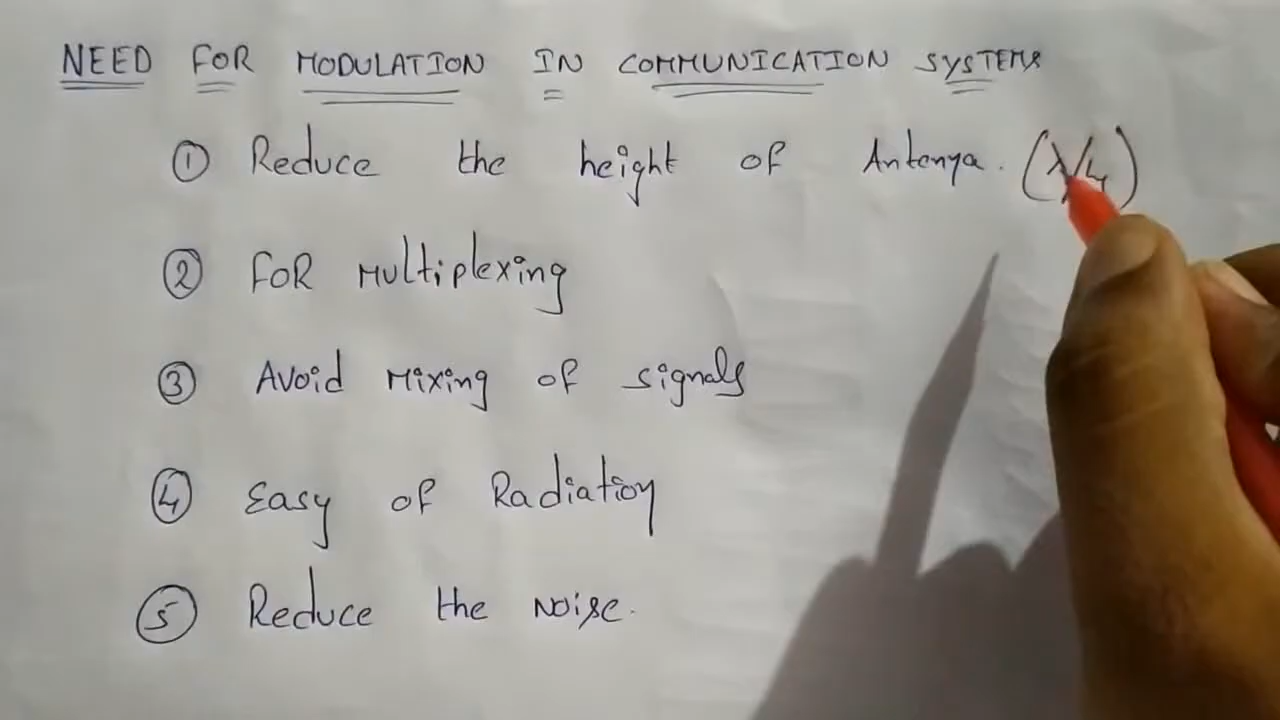 NEED FOR MODULATION IN COMMUNICATION SYSTEMS
① Reduce the height of Antenna. (λ/4)
② FOR Multiplexing
③ Avoid Mixing of signals
④ Easy of Radiation
⑤ Reduce the Noise.